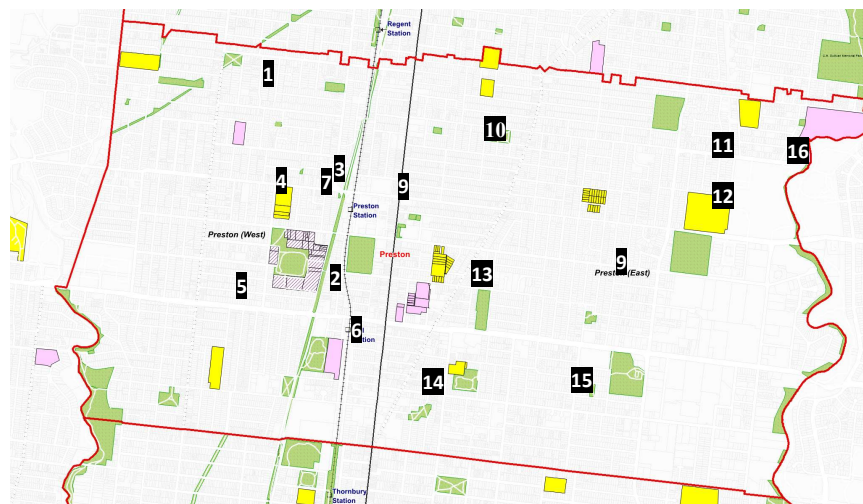 Regent
Station
1
10
11
16
3
4
7
9
12
Preston
Station
Preston (West)
Preston
13
9
Preston (East)
2
5
6
14
15
Thornbury
Station